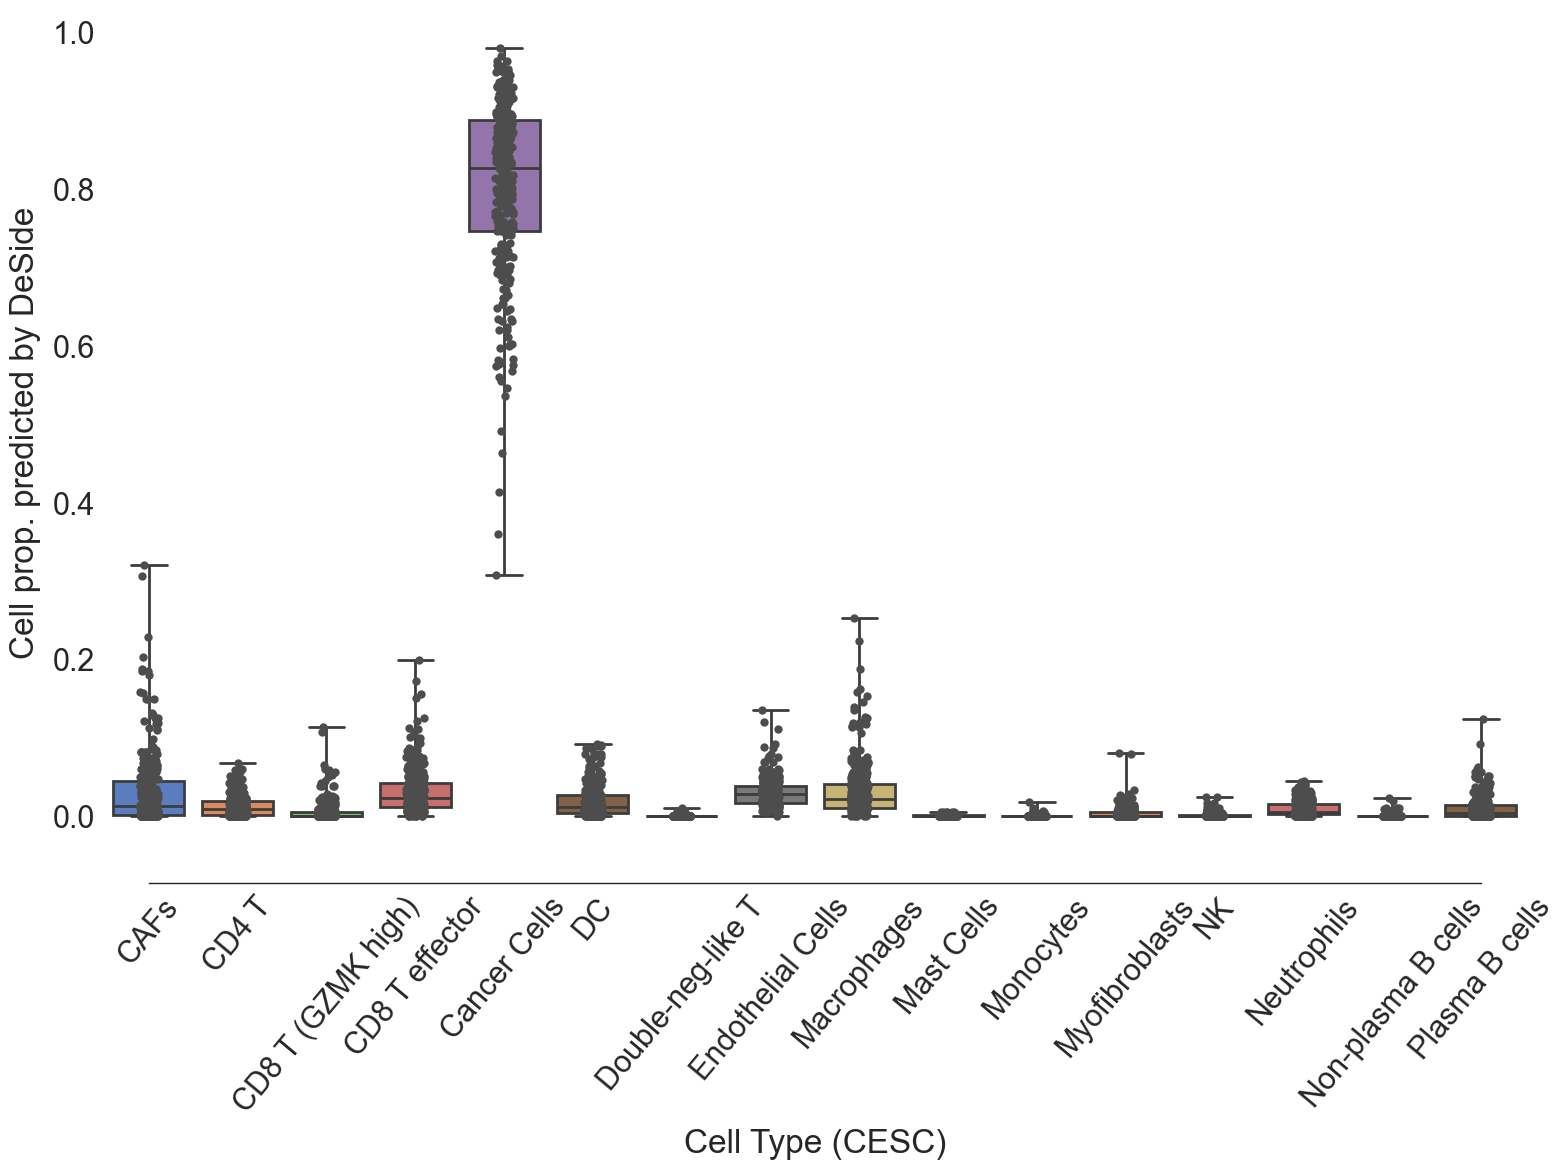 Cell prop. predicted by DeSide
1.0
0.8
0.6
0.4
0.2
0.0
CAFs
CD4 T
CD8 T (GZMK high)
CD8 T effector
Cancer Cells
DC
Double-neg-like T
Endothelial Cells
Macrophages
Mast Cells
Monocytes
Myofibroblasts
NK
Neutrophils
Non-plasma B cells
Plasma B cells
Cell Type (CESC)